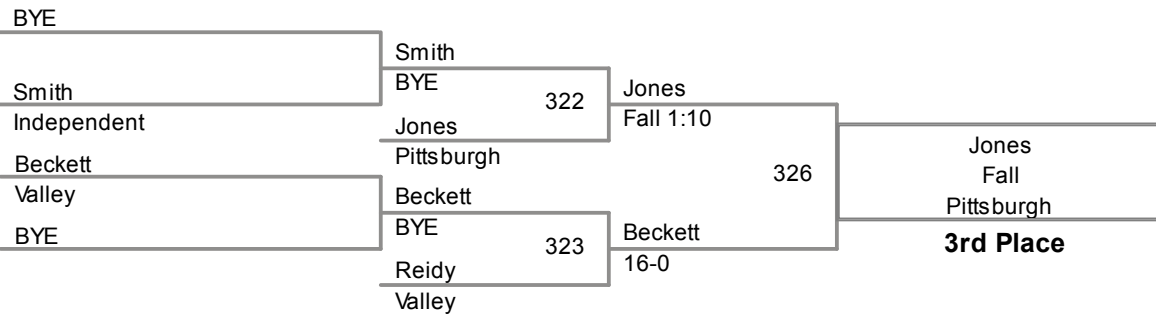 BYE
Smith
Independent
Beckett
Valley
BYE
Smith
BYE
322
Jones
Pittsburgh
Beckett
BYE
323
Reidy
Valley
Jones
Fall 1:10
326
Beckett
16-0
Jones
Fall
Pittsburgh
3rd Place